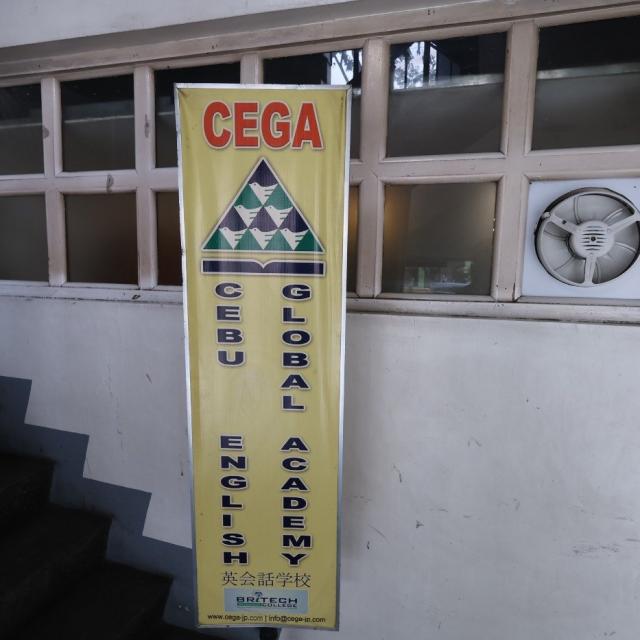 CEGA
CEBU ENGLISH
GLOBAL ACADEMY
英会話学校
BRITECH
COLLEGE
www.cega-jp.com | info@cega-jp.com